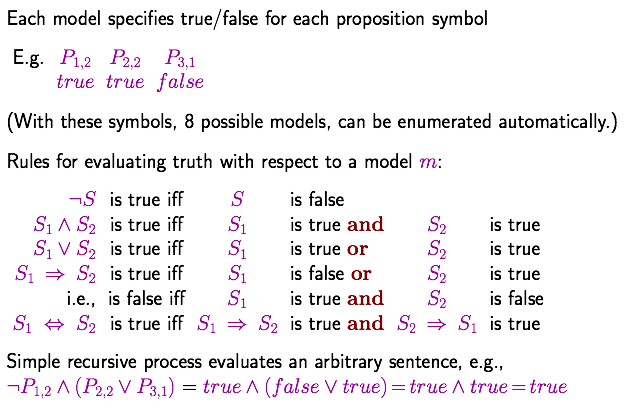 Each model specifies true/false for each proposition symbol
E.g. P1,2 P2,2 P3,1
true true false
(With these symbols, 8 possible models, can be enumerated automatically.)
Rules for evaluating truth with respect to a model m:
¬S is true iff S is false
S1 ∧ S2 is true iff S1 is true and S2 is true
S1 ∨ S2 is true iff S1 is true or S2 is true
S1 ⇒ S2 is true iff S1 is false or S2 is true
i.e., is false iff S1 is true and S2 is false
S1 ⇔ S2 is true iff S1 ⇒ S2 is true and S2 ⇒ S1 is true
Simple recursive process evaluates an arbitrary sentence, e.g.,
¬P1,2 ∧ (P2,2 ∨ P3,1) = true ∧ (false ∨ true) = true ∧ true = true